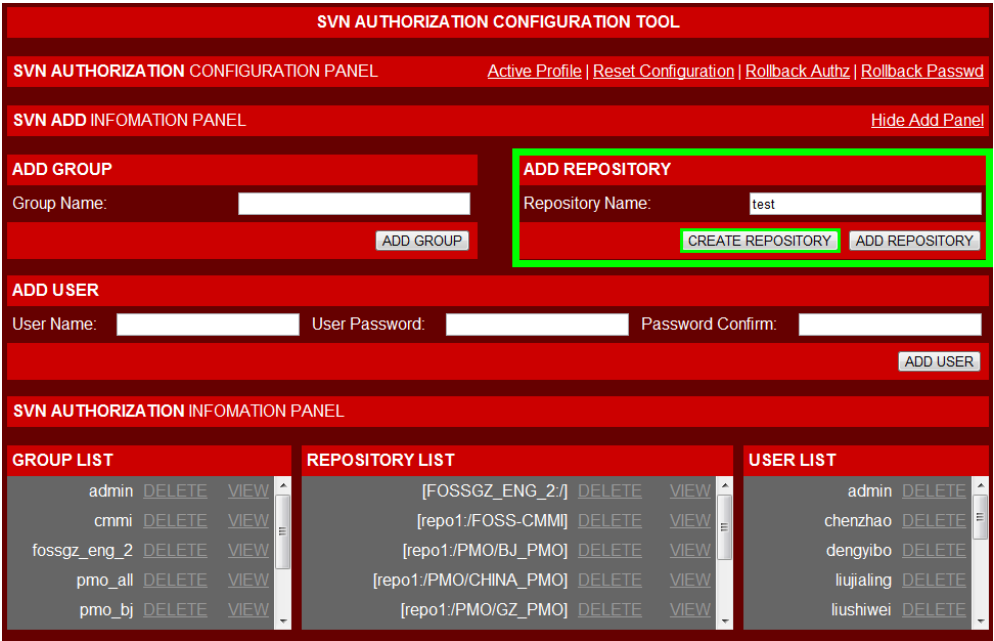 SVN AUTHORIZATION CONFIGURATION TOOL
SVN AUTHORIZATION CONFIGURATION PANEL Active Profile | Reset Configuration | Rollback Authz | Rollback Passwd
SVN ADD INFOMATION PANEL Hide Add Panel
ADD GROUP
Group Name:
ADD GROUP
ADD REPOSITORY
Repository Name: test
CREATE REPOSITORY ADD REPOSITORY
ADD USER
User Name: User Password: Password Confirm:
ADD USER
SVN AUTHORIZATION INFOMATION PANEL
GROUP LIST
admin DELETE VIEW
cmmi DELETE VIEW
fossgz_eng_2 DELETE VIEW
pmo_all DELETE VIEW
pmo_bj DELETE VIEW
REPOSITORY LIST
[FOSSGZ_ENG_2:/] DELETE VIEW
[repo1:/FOSS-CMMI] DELETE VIEW
[repo1:/PMO/BJ_PMO] DELETE VIEW
[repo1:/PMO/CHINA_PMO] DELETE VIEW
[repo1:/PMO/GZ_PMO] DELETE VIEW
USER LIST
admin DELETE
chenzhao DELETE
dengyibo DELETE
liujialing DELETE
liushiwei DELETE